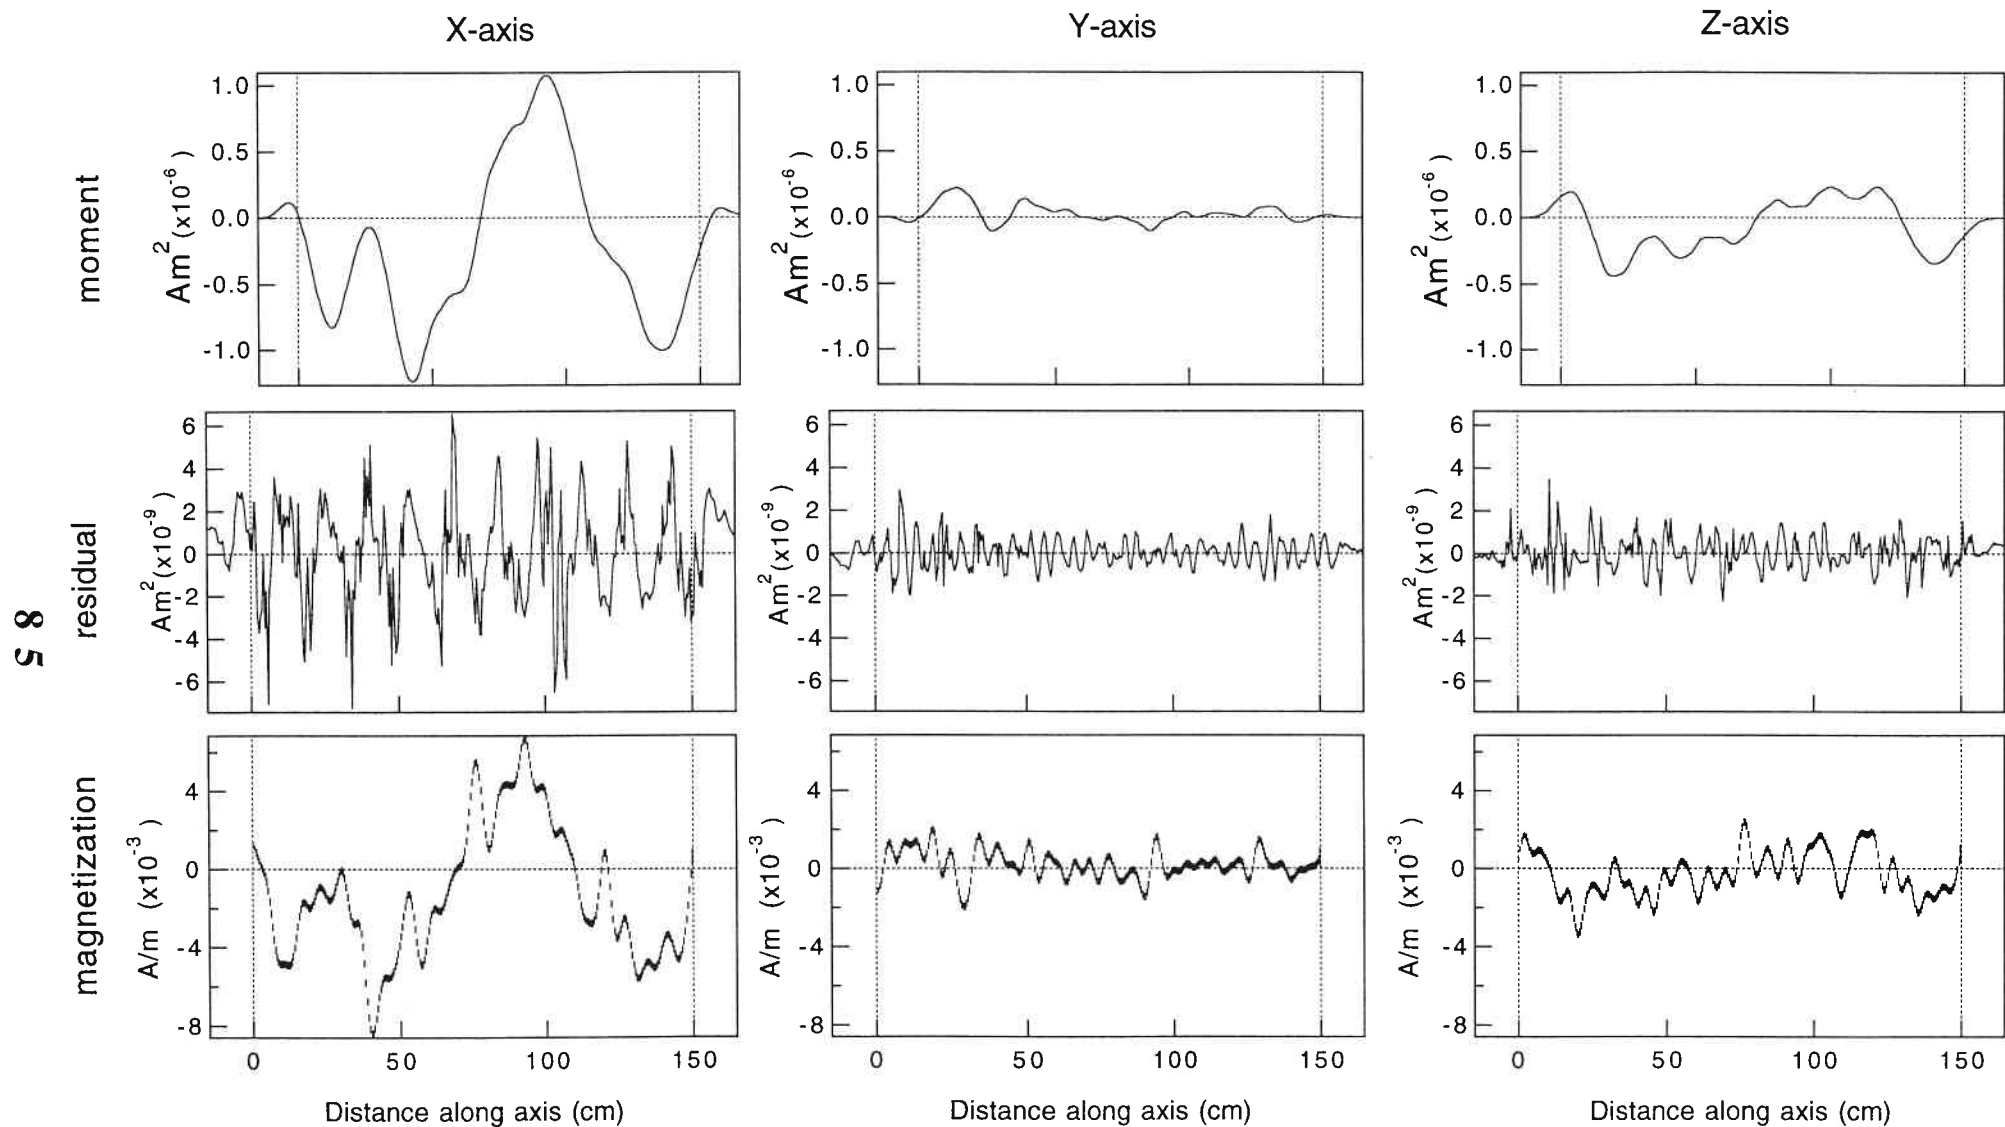 X-axis
Y-axis
Z-axis
moment
Am2 (x10-6 )
1.0
0.5
0.0
-0.5
-1.0
Am2 (x10-6 )
1.0
0.5
0.0
-0.5
-1.0
Am2 (x10-6 )
1.0
0.5
0.0
-0.5
-1.0
residual
Am2 (x10-9 )
6
4
2
0
-2
-4
-6
Am2 (x10-9 )
6
4
2
0
-2
-4
-6
Am2 (x10-9 )
6
4
2
0
-2
-4
-6
85
magnetization
A/m (x10-3 )
4
0
-4
-8
A/m (x10-3 )
4
0
-4
-8
A/m (x10-3 )
4
0
-4
-8
0 50 100 150
0 50 100 150
0 50 100 150
Distance along axis (cm)
Distance along axis (cm)
Distance along axis (cm)